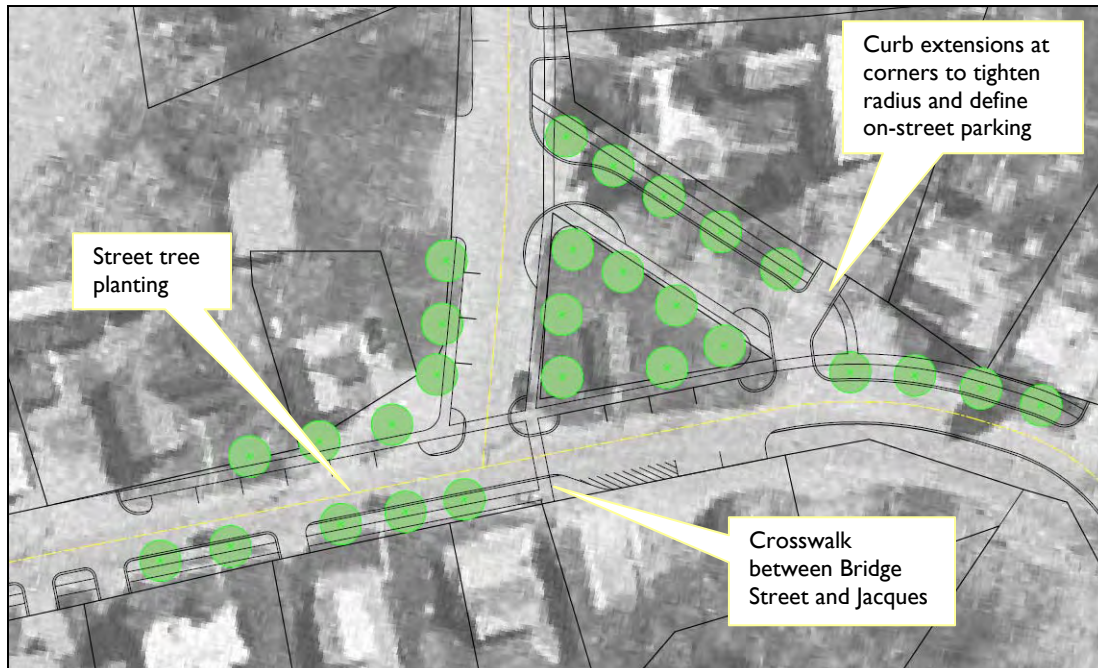 Curb extensions at
corners to tighten
radius and define
on-street parking
Street tree
planting
Crosswalk
between Bridge
Street and Jacques